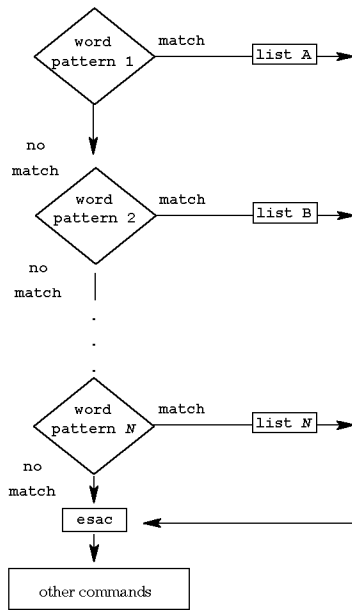 word
pattern 1
match
list A
no
match
word
pattern 2
match
list B
no
match
word
pattern N
match
list N
no
match
esac
other commands